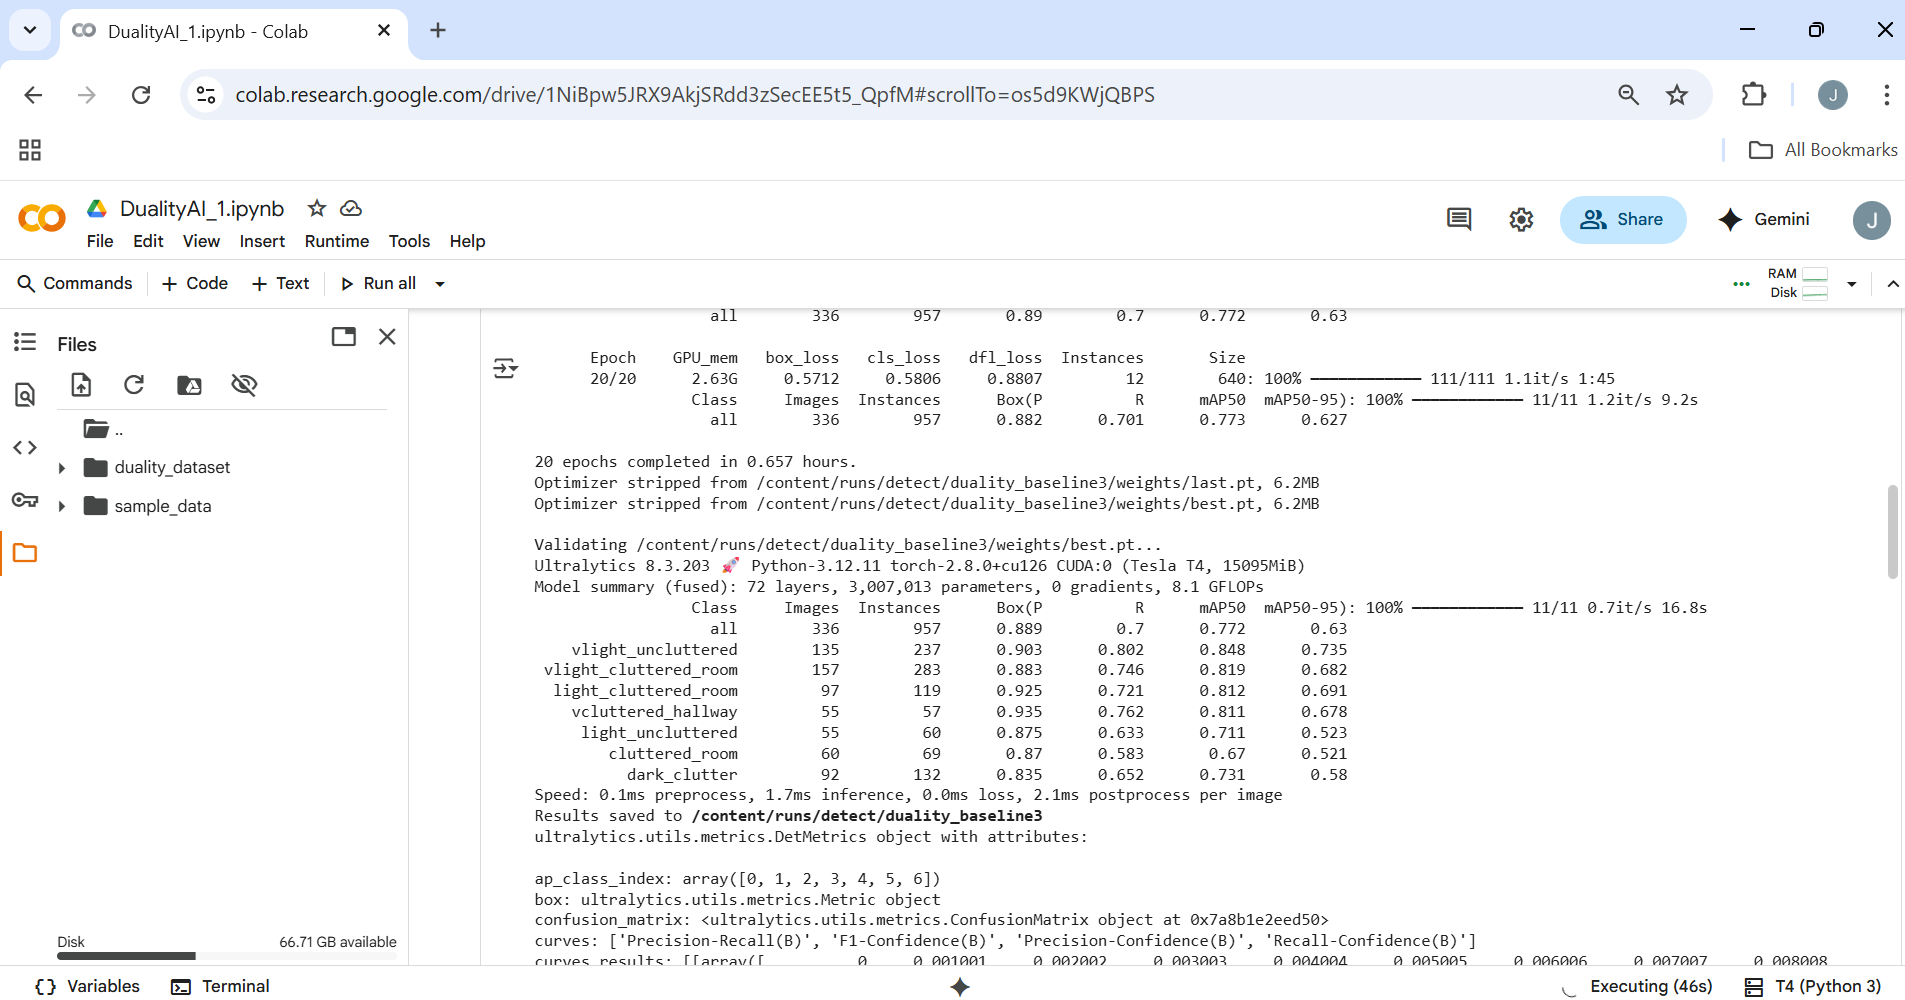 DualityAI_1.ipynb - Colab
colab.research.google.com/drive/1NiBpw5JRX9AkjSRdd3zSecEE5t5_QpfM#scrollTo=os5d9KWjQBPS
J
All Bookmarks
DualityAI_1.ipynb
File Edit View Insert Runtime Tools Help
Share
Gemini
J
Commands + Code + Text Run all
RAM
Disk
Files
..
duality_dataset
sample_data
Disk 66.71 GB available
all 336 957 0.89 0.7 0.772 0.63
Epoch GPU_mem box_loss cls_loss dfl_loss Instances Size
20/20 2.63G 0.5712 0.5806 0.8807 12 640: 100% ━━━━━━━━━━━━ 111/111 1.1it/s 1:45
Class Images Instances Box(P R mAP50 mAP50-95): 100% ━━━━━━━━━━━━ 11/11 1.2it/s 9.2s
all 336 957 0.882 0.701 0.773 0.627
20 epochs completed in 0.657 hours.
Optimizer stripped from /content/runs/detect/duality_baseline3/weights/last.pt, 6.2MB
Optimizer stripped from /content/runs/detect/duality_baseline3/weights/best.pt, 6.2MB
Validating /content/runs/detect/duality_baseline3/weights/best.pt...
Ultralytics 8.3.203 🚀 Python-3.12.11 torch-2.8.0+cu126 CUDA:0 (Tesla T4, 15095MiB)
Model summary (fused): 72 layers, 3,007,013 parameters, 0 gradients, 8.1 GFLOPs
Class Images Instances Box(P R mAP50 mAP50-95): 100% ━━━━━━━━━━━━ 11/11 0.7it/s 16.8s
all 336 957 0.889 0.7 0.772 0.63
vlight_uncluttered 135 237 0.903 0.802 0.848 0.735
vlight_cluttered_room 157 283 0.883 0.746 0.819 0.682
light_cluttered_room 97 119 0.925 0.721 0.812 0.691
vcluttered_hallway 55 57 0.935 0.762 0.811 0.678
light_uncluttered 55 60 0.875 0.633 0.711 0.523
cluttered_room 60 69 0.87 0.583 0.67 0.521
dark_clutter 92 132 0.835 0.652 0.731 0.58
Speed: 0.1ms preprocess, 1.7ms inference, 0.0ms loss, 2.1ms postprocess per image
Results saved to /content/runs/detect/duality_baseline3
ultralytics.utils.metrics.DetMetrics object with attributes:
ap_class_index: array([0, 1, 2, 3, 4, 5, 6])
box: ultralytics.utils.metrics.Metric object
confusion_matrix: <ultralytics.utils.metrics.ConfusionMatrix object at 0x7a8b1e2eed50>
curves: ['Precision-Recall(B)', 'F1-Confidence(B)', 'Precision-Confidence(B)', 'Recall-Confidence(B)']
curves_results: [[array([ 0, 0.001001, 0.002002, 0.003003, 0.004004, 0.005005, 0.006006, 0.007007, 0.008008,
Variables Terminal Executing (46s) T4 (Python 3)